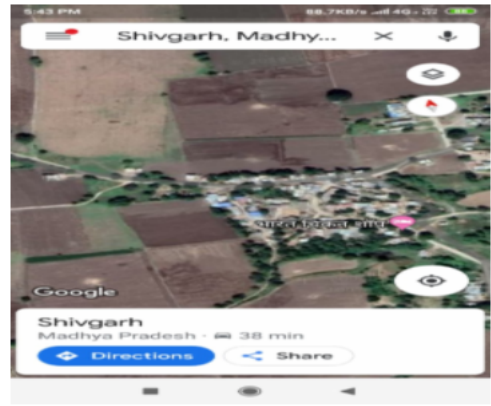 5:43 PM
Shivgarh, Madhy...
Google
Shivgarh
Madhya Pradesh · 38 min
Directions
Share